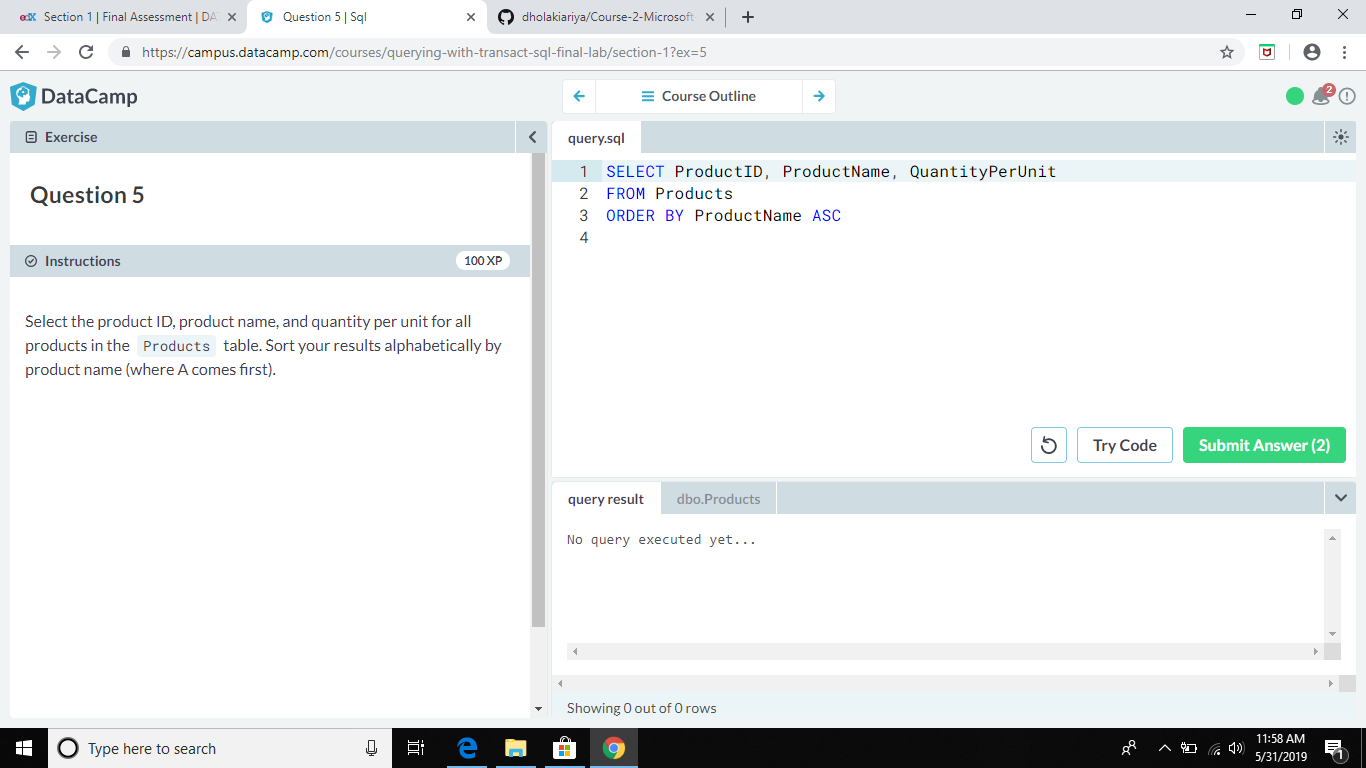 edX Section 1 | Final Assessment | DA
Question 5 | Sql
dholakiariya/Course-2-Microsoft
https://campus.datacamp.com/courses/querying-with-transact-sql-final-lab/section-1?ex=5
DataCamp
Course Outline
2
Exercise
Question 5
Instructions
100 XP
Select the product ID, product name, and quantity per unit for all
products in the Products table. Sort your results alphabetically by
product name (where A comes first).
query.sql
1 SELECT ProductID, ProductName, QuantityPerUnit
2 FROM Products
3 ORDER BY ProductName ASC
4
Try Code
Submit Answer (2)
query result
dbo.Products
No query executed yet...
Showing 0 out of 0 rows
Type here to search
11:58 AM
5/31/2019
1